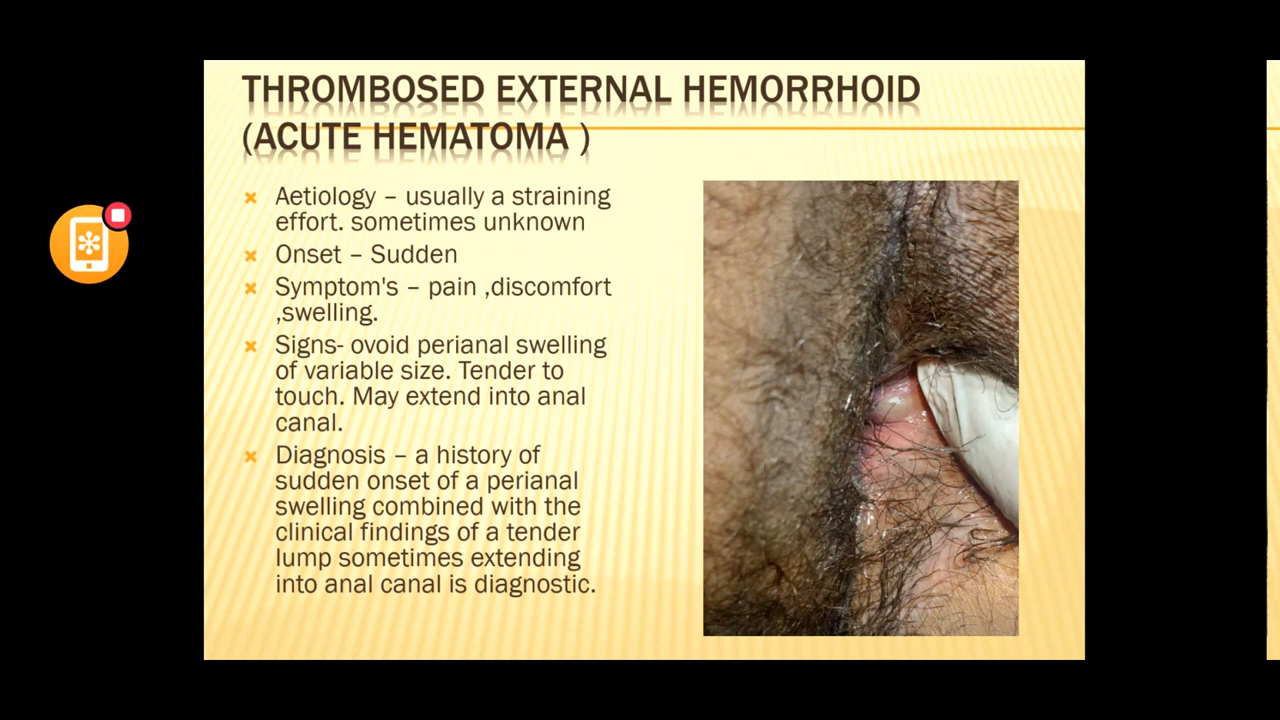 THROMBOSED EXTERNAL HEMORRHOID
(ACUTE HEMATOMA )
Aetiology – usually a straining
effort. sometimes unknown
Onset – Sudden
Symptom's – pain ,discomfort
,swelling.
Signs- ovoid perianal swelling
of variable size. Tender to
touch. May extend into anal
canal.
Diagnosis – a history of
sudden onset of a perianal
swelling combined with the
clinical findings of a tender
lump sometimes extending
into anal canal is diagnostic.